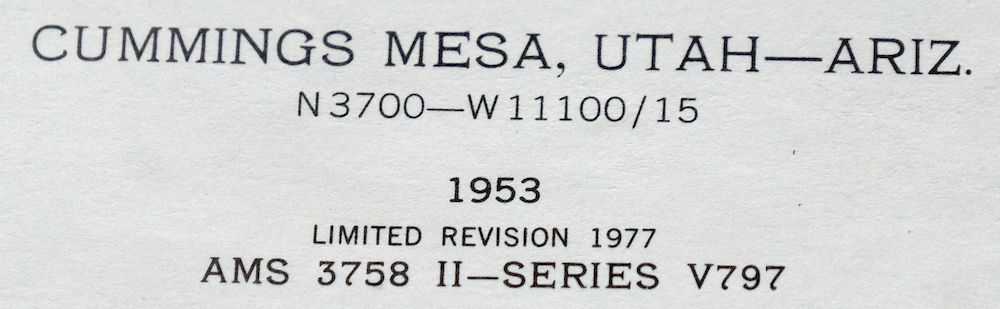 CUMMINGS MESA, UTAH—ARIZ.
N3700—W11100/15
1953
LIMITED REVISION 1977
AMS 3758 II—SERIES V797